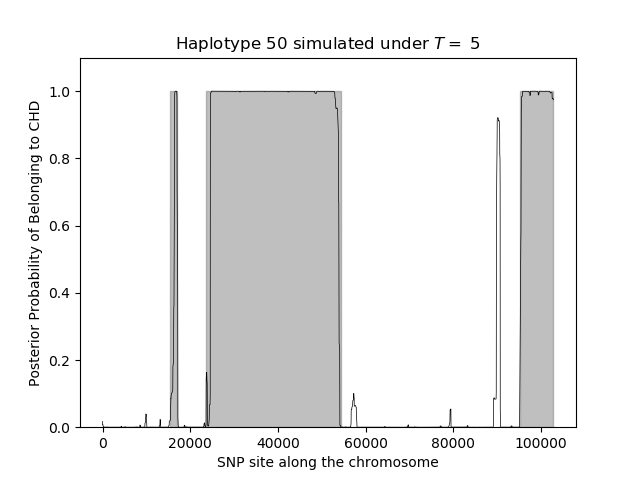 Haplotype 50 simulated under T = 5
Posterior Probability of Belonging to CHD
1.0
0.8
0.6
0.4
0.2
0.0
0 20000 40000 60000 80000 100000
SNP site along the chromosome